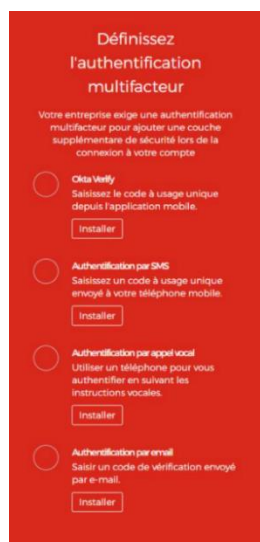 Définissez
l'authentification
multifacteur
Votre entreprise exige une authentification
multifacteur pour ajouter une couche
supplémentaire de sécurité lors de la
connexion à votre compte
Okta Verify
Saisissez le code à usage unique
depuis l'application mobile.
Installer
Authentification par SMS
Saisissez un code à usage unique
envoyé à votre téléphone mobile.
Installer
Authentification par appel vocal
Utiliser un téléphone pour vous
authentifier en suivant les
instructions vocales.
Installer
Authentification par email
Saisir un code de vérification envoyé
par e-mail.
Installer